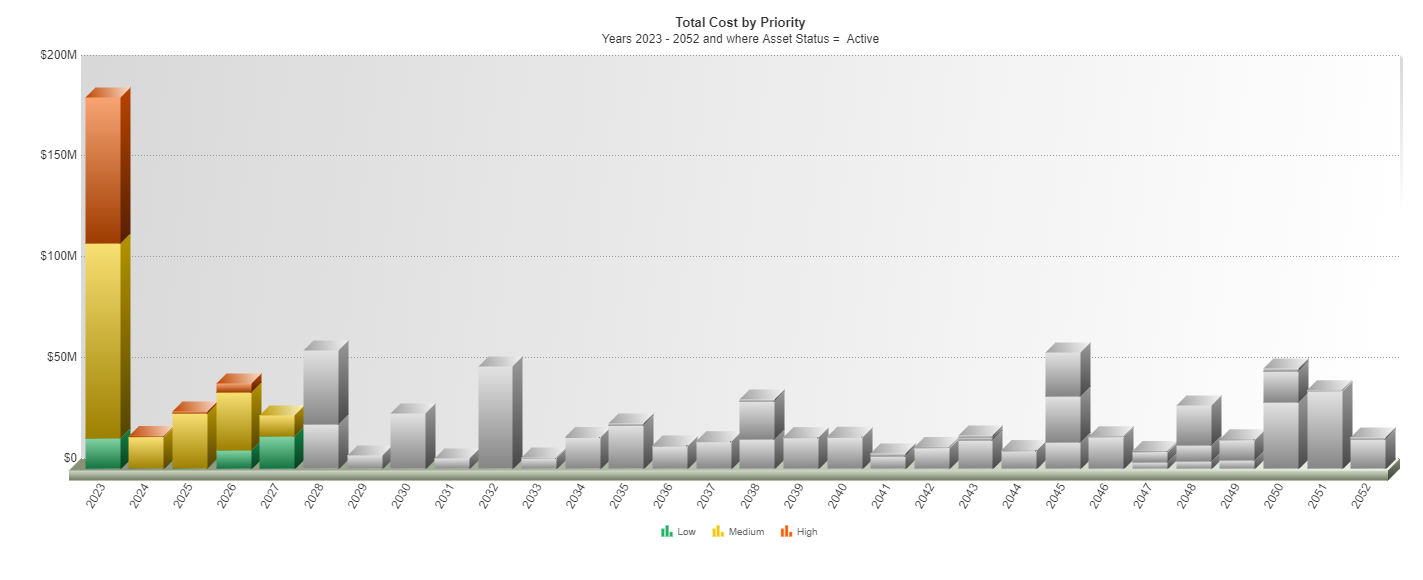 Total Cost by Priority
Years 2023 - 2052 and where Asset Status =  Active
$200M
$150M
$100M
$50M
$0
2023 2024 2025 2026 2027 2028 2029 2030 2031 2032 2033 2034 2035 2036 2037 2038 2039 2040 2041 2042 2043 2044 2045 2046 2047 2048 2049 2050 2051 2052
Low Medium High